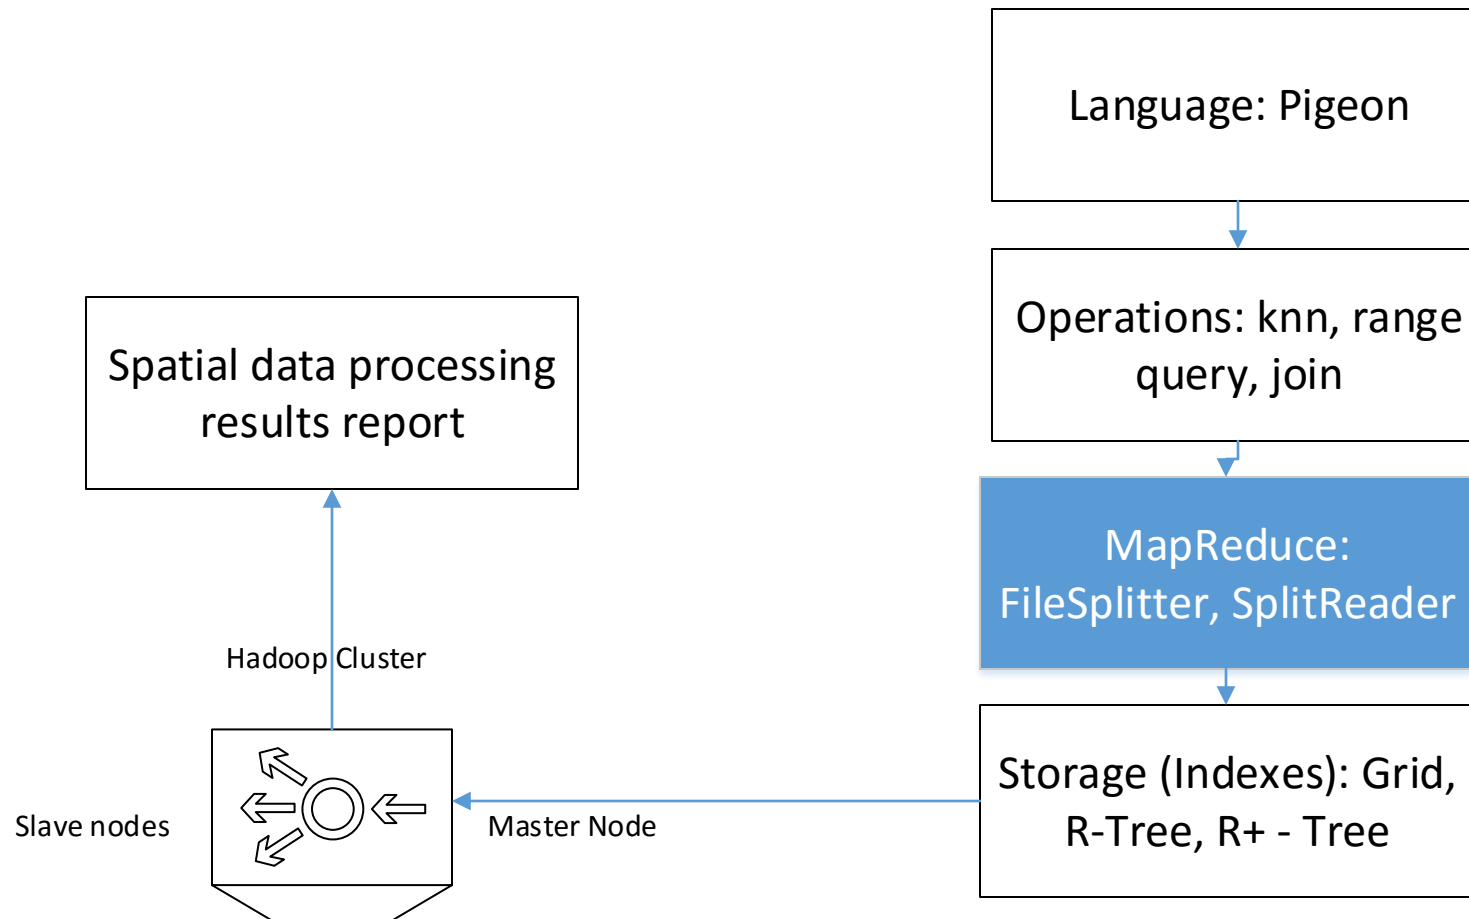 Language: Pigeon
Operations: knn, range
query, join
Spatial data processing
results report
MapReduce:
FileSplitter, SplitReader
Hadoop Cluster
Storage (Indexes): Grid,
R-Tree, R+ - Tree
Slave nodes
Master Node